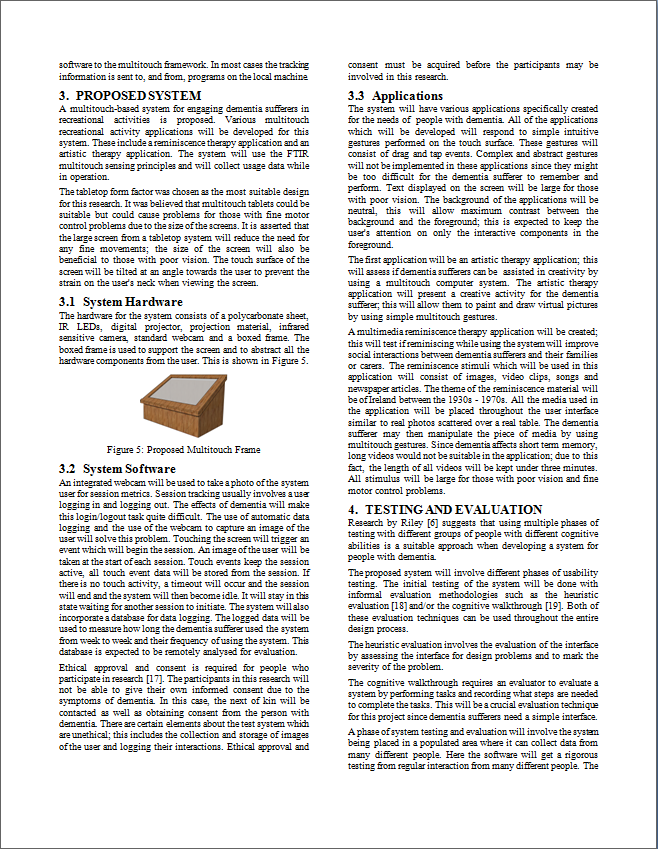 software to the multitouch framework. In most cases the tracking
information is sent to, and from, programs on the local machine.
3. PROPOSED SYSTEM
A multitouch-based system for engaging dementia sufferers in
recreational activities is proposed. Various multitouch
recreational activity applications will be developed for this
system. These include a reminiscence therapy application and an
artistic therapy application. The system will use the FTIR
multitouch sensing principles and will collect usage data while
in operation.
The tabletop form factor was chosen as the most suitable design
for this research. It was believed that multitouch tablets could be
suitable but could cause problems for those with fine motor
control problems due to the size of the screens. It is asserted that
the large screen from a tabletop system will reduce the need for
any fine movements; the size of the screen will also be
beneficial to those with poor vision. The touch surface of the
screen will be tilted at an angle towards the user to prevent the
strain on the user's neck when viewing the screen.
3.1 System Hardware
The hardware for the system consists of a polycarbonate sheet,
IR LEDs, digital projector, projection material, infrared
sensitive camera, standard webcam and a boxed frame. The
boxed frame is used to support the screen and to abstract all the
hardware components from the user. This is shown in Figure 5.
Figure 5: Proposed Multitouch Frame
3.2 System Software
An integrated webcam will be used to take a photo of the system
user for session metrics. Session tracking usually involves a user
logging in and logging out. The effects of dementia will make
this login/logout task quite difficult. The use of automatic data
logging and the use of the webcam to capture an image of the
user will solve this problem. Touching the screen will trigger an
event which will begin the session. An image of the user will be
taken at the start of each session. Touch events keep the session
active, all touch event data will be stored from the session. If
there is no touch activity, a timeout will occur and the session
will end and the system will then become idle. It will stay in this
state waiting for another session to initiate. The system will also
incorporate a database for data logging. The logged data will be
used to measure how long the dementia sufferer used the system
from week to week and their frequency of using the system. This
database is expected to be remotely analysed for evaluation.
Ethical approval and consent is required for people who
participate in research [17]. The participants in this research will
not be able to give their own informed consent due to the
symptoms of dementia. In this case, the next of kin will be
contacted as well as obtaining consent from the person with
dementia. There are certain elements about the test system which
are unethical; this includes the collection and storage of images
of the user and logging their interactions. Ethical approval and
consent must be acquired before the participants may be
involved in this research.
3.3 Applications
The system will have various applications specifically created
for the needs of people with dementia. All of the applications
which will be developed will respond to simple intuitive
gestures performed on the touch surface. These gestures will
consist of drag and tap events. Complex and abstract gestures
will not be implemented in these applications since they might
be too difficult for the dementia sufferer to remember and
perform. Text displayed on the screen will be large for those
with poor vision. The background of the applications will be
neutral, this will allow maximum contrast between the
background and the foreground; this is expected to keep the
user's attention on only the interactive components in the
foreground.
The first application will be an artistic therapy application; this
will assess if dementia sufferers can be assisted in creativity by
using a multitouch computer system. The artistic therapy
application will present a creative activity for the dementia
sufferer; this will allow them to paint and draw virtual pictures
by using simple multitouch gestures.
A multimedia reminiscence therapy application will be created;
this will test if reminiscing while using the system will improve
social interactions between dementia sufferers and their families
or carers. The reminiscence stimuli which will be used in this
application will consist of images, video clips, songs and
newspaper articles. The theme of the reminiscence material will
be of Ireland between the 1930s - 1970s. All the media used in
the application will be placed throughout the user interface
similar to real photos scattered over a real table. The dementia
sufferer may then manipulate the piece of media by using
multitouch gestures. Since dementia affects short term memory,
long videos would not be suitable in the application; due to this
fact, the length of all videos will be kept under three minutes.
All stimulus will be large for those with poor vision and fine
motor control problems.
4. TESTING AND EVALUATION
Research by Riley [6] suggests that using multiple phases of
testing with different groups of people with different cognitive
abilities is a suitable approach when developing a system for
people with dementia.
The proposed system will involve different phases of usability
testing. The initial testing of the system will be done with
informal evaluation methodologies such as the heuristic
evaluation [18] and/or the cognitive walkthrough [19]. Both of
these evaluation techniques can be used throughout the entire
design process.
The heuristic evaluation involves the evaluation of the interface
by assessing the interface for design problems and to mark the
severity of the problem.
The cognitive walkthrough requires an evaluator to evaluate a
system by performing tasks and recording what steps are needed
to complete the tasks. This will be a crucial evaluation technique
for this project since dementia sufferers need a simple interface.
A phase of system testing and evaluation will involve the system
being placed in a populated area where it can collect data from
many different people. Here the software will get a rigorous
testing from regular interaction from many different people. The